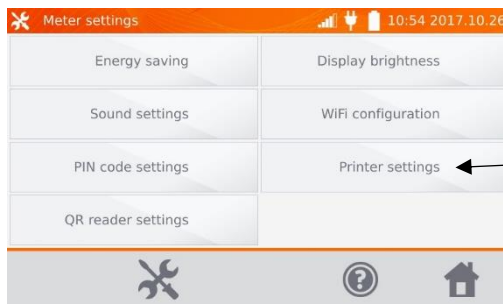 Meter settings 10:54 2017.10.26
Energy saving Display brightness
Sound settings WiFi configuration
PIN code settings Printer settings
QR reader settings
?